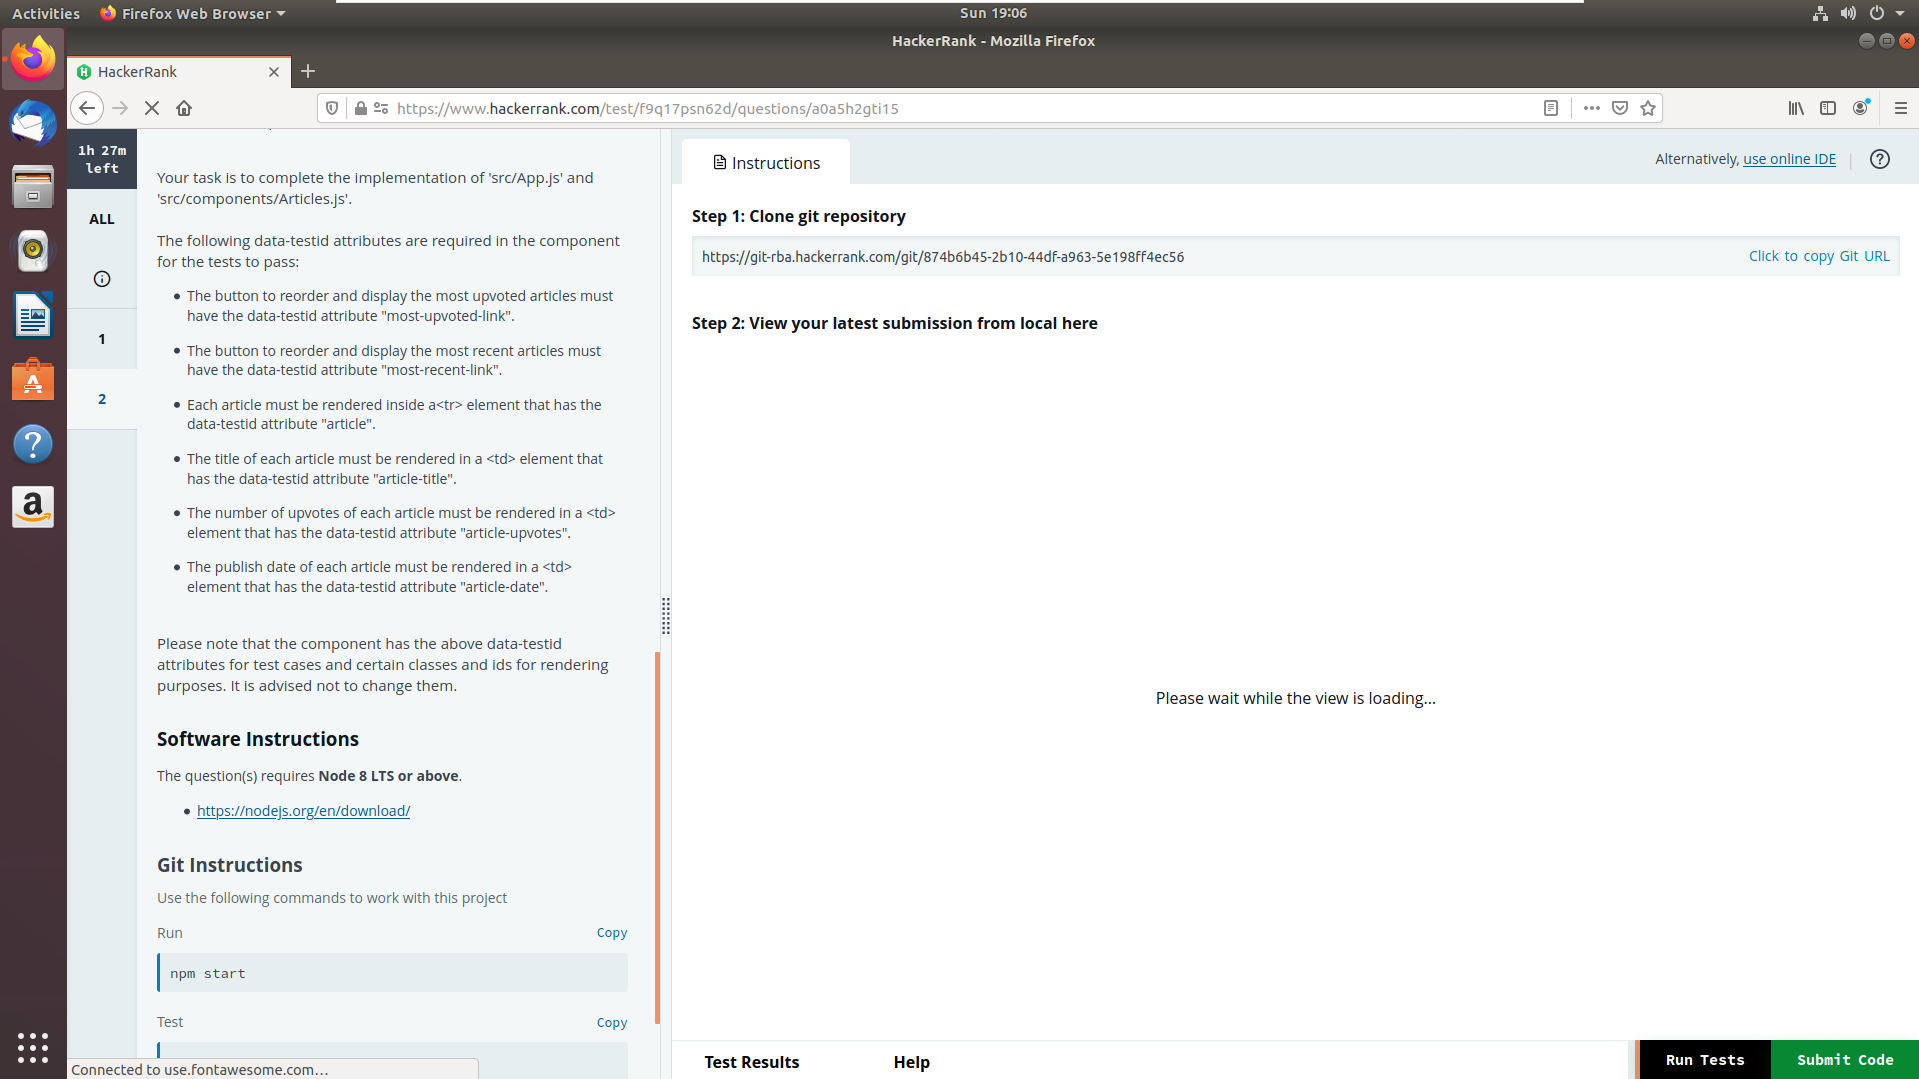 Activities
Firefox Web Browser
Sun 19:06
HackerRank - Mozilla Firefox
HackerRank
https://www.hackerrank.com/test/f9q17psn62d/questions/a0a5h2gti15
1h 27m
left
ALL
1
2
Your task is to complete the implementation of 'src/App.js' and
'src/components/Articles.js'.
The following data-testid attributes are required in the component
for the tests to pass:
The button to reorder and display the most upvoted articles must
have the data-testid attribute "most-upvoted-link".
The button to reorder and display the most recent articles must
have the data-testid attribute "most-recent-link".
Each article must be rendered inside a<tr> element that has the
data-testid attribute "article".
The title of each article must be rendered in a <td> element that
has the data-testid attribute "article-title".
The number of upvotes of each article must be rendered in a <td>
element that has the data-testid attribute "article-upvotes".
The publish date of each article must be rendered in a <td>
element that has the data-testid attribute "article-date".
Please note that the component has the above data-testid
attributes for test cases and certain classes and ids for rendering
purposes. It is advised not to change them.
Software Instructions
The question(s) requires Node 8 LTS or above.
https://nodejs.org/en/download/
Git Instructions
Use the following commands to work with this project
Run
Copy
npm start
Test
Copy
Connected to use.fontawesome.com…
Instructions
Alternatively, use online IDE
Step 1: Clone git repository
https://git-rba.hackerrank.com/git/874b6b45-2b10-44df-a963-5e198ff4ec56
Click to copy Git URL
Step 2: View your latest submission from local here
Please wait while the view is loading...
Test Results
Help
Run Tests
Submit Code